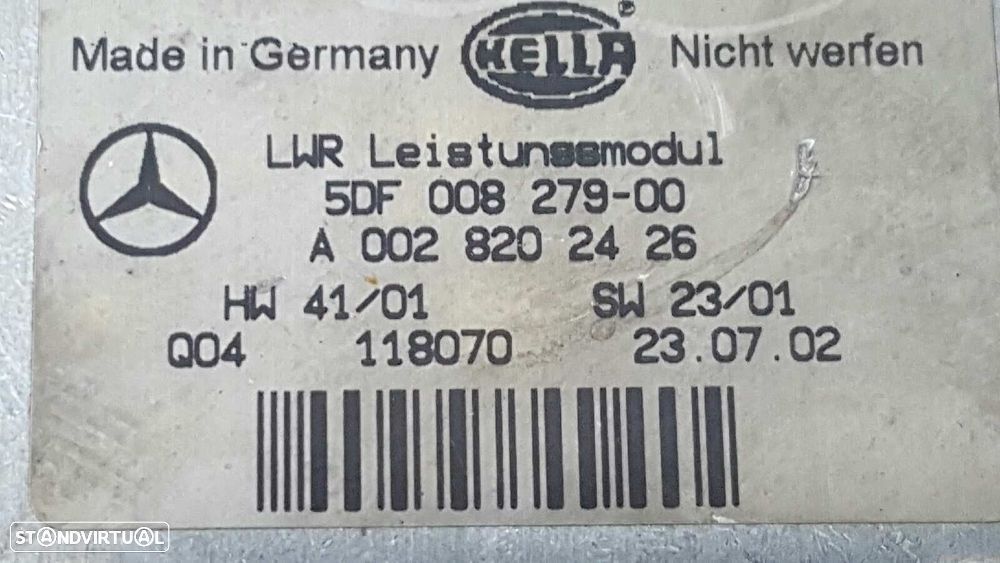 Made in Germany HELLA® Nicht werfen
LWR Leistungsmodul
5DF 008 279-00
A 002 820 24 26
HW 41/01 SW 23/01
Q04 118070 23.07.02
STANDVIRTUAL